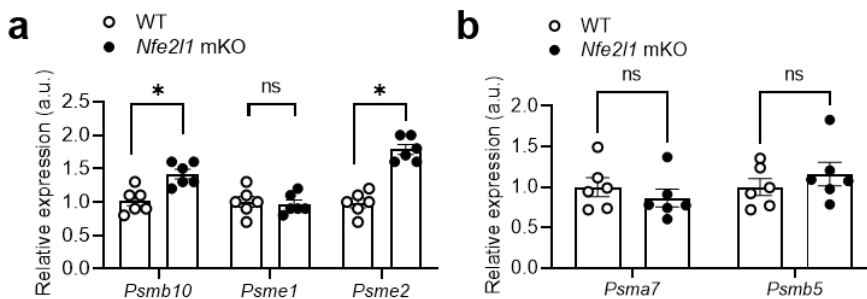 a
WT
Nfe2l1 mKO
Relative expression (a.u.)
2.5
2.0
1.5
1.0
0.5
0.0
*
ns
*
Psmb10
Psme1
Psme2
b
WT
Nfe2l1 mKO
Relative expression (a.u.)
2.0
1.5
1.0
0.5
0.0
ns
ns
Psma7
Psmb5